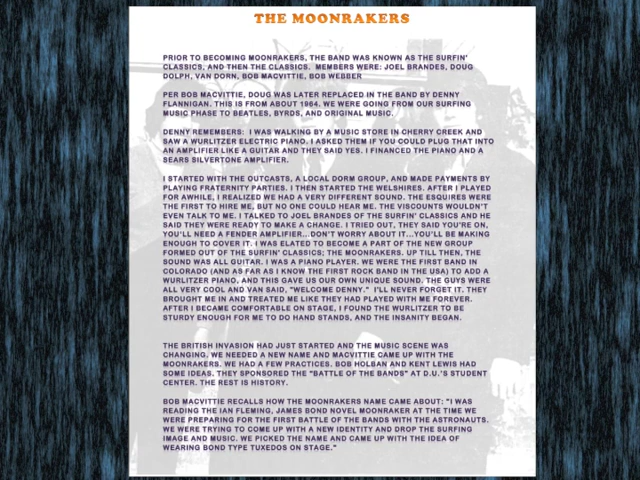 THE MOONRAKERS
PRIOR TO BECOMING MOONRAKERS, THE BAND WAS KNOWN AS THE SURFIN'
CLASSICS, AND THEN THE CLASSICS. MEMBERS WERE: JOEL BRANDES, DOUG
DOLPH, VAN DORN, BOB MACVITTIE, BOB WEBBER
PER BOB MACVITTIE, DOUG WAS LATER REPLACED IN THE BAND BY DENNY
FLANNIGAN. THIS IS FROM ABOUT 1964. WE WERE GOING FROM OUR SURFING
MUSIC PHASE TO BEATLES, BYRDS, AND ORIGINAL MUSIC.
DENNY REMEMBERS: I WAS WALKING BY A MUSIC STORE IN CHERRY CREEK AND
SAW A WURLITZER ELECTRIC PIANO. I ASKED THEM IF YOU COULD PLUG THAT INTO
AN AMPLIFIER LIKE A GUITAR AND THEY SAID YES. I FINANCED THE PIANO AND A
SEARS SILVERTONE AMPLIFIER.
I STARTED WITH THE OUTCASTS, A LOCAL DORM GROUP, AND MADE PAYMENTS BY
PLAYING FRATERNITY PARTIES. I THEN STARTED THE WELSHIRES. AFTER I PLAYED
FOR AWHILE, I REALIZED WE HAD A VERY DIFFERENT SOUND. THE ESQUIRES WERE
THE FIRST TO HIRE ME, BUT NO ONE COULD HEAR ME. THE VISCOUNTS WOULDN'T
EVEN TALK TO ME. I TALKED TO JOEL BRANDES OF THE SURFIN' CLASSICS AND HE
SAID THEY WERE READY TO MAKE A CHANGE. I TRIED OUT, THEY SAID YOU'RE ON,
YOU'LL NEED A FENDER AMPLIFIER...DON'T WORRY ABOUT IT...YOU'LL BE MAKING
ENOUGH TO COVER IT. I WAS ELATED TO BECOME A PART OF THE NEW GROUP
FORMED OUT OF THE SURFIN' CLASSICS; THE MOONRAKERS. UP TILL THEN, THE
SOUND WAS ALL GUITAR. I WAS A PIANO PLAYER. WE WERE THE FIRST BAND IN
COLORADO (AND AS FAR AS I KNOW THE FIRST ROCK BAND IN THE USA) TO ADD A
WURLITZER PIANO, AND THIS GAVE US OUR OWN UNIQUE SOUND. THE GUYS WERE
ALL VERY COOL AND VAN SAID, "WELCOME DENNY." I'LL NEVER FORGET IT. THEY
BROUGHT ME IN AND TREATED ME LIKE THEY HAD PLAYED WITH ME FOREVER.
AFTER I BECAME COMFORTABLE ON STAGE, I FOUND THE WURLITZER TO BE
STURDY ENOUGH FOR ME TO DO HAND STANDS, AND THE INSANITY BEGAN.
THE BRITISH INVASION HAD JUST STARTED AND THE MUSIC SCENE WAS
CHANGING. WE NEEDED A NEW NAME AND MACVITTIE CAME UP WITH THE
MOONRAKERS. WE HAD A FEW PRACTICES. BOB HOLBAN AND KENT LEWIS HAD
SOME IDEAS. THEY SPONSORED THE "BATTLE OF THE BANDS" AT D.U.'S STUDENT
CENTER. THE REST IS HISTORY.
BOB MACVITTIE RECALLS HOW THE MOONRAKERS NAME CAME ABOUT: "I WAS
READING THE IAN FLEMING, JAMES BOND NOVEL MOONRAKER AT THE TIME WE
WERE PREPARING FOR THE FIRST BATTLE OF THE BANDS WITH THE ASTRONAUTS.
WE WERE TRYING TO COME UP WITH A NEW IDENTITY AND DROP THE SURFING
IMAGE AND MUSIC. WE PICKED THE NAME AND CAME UP WITH THE IDEA OF
WEARING BOND TYPE TUXEDOS ON STAGE."